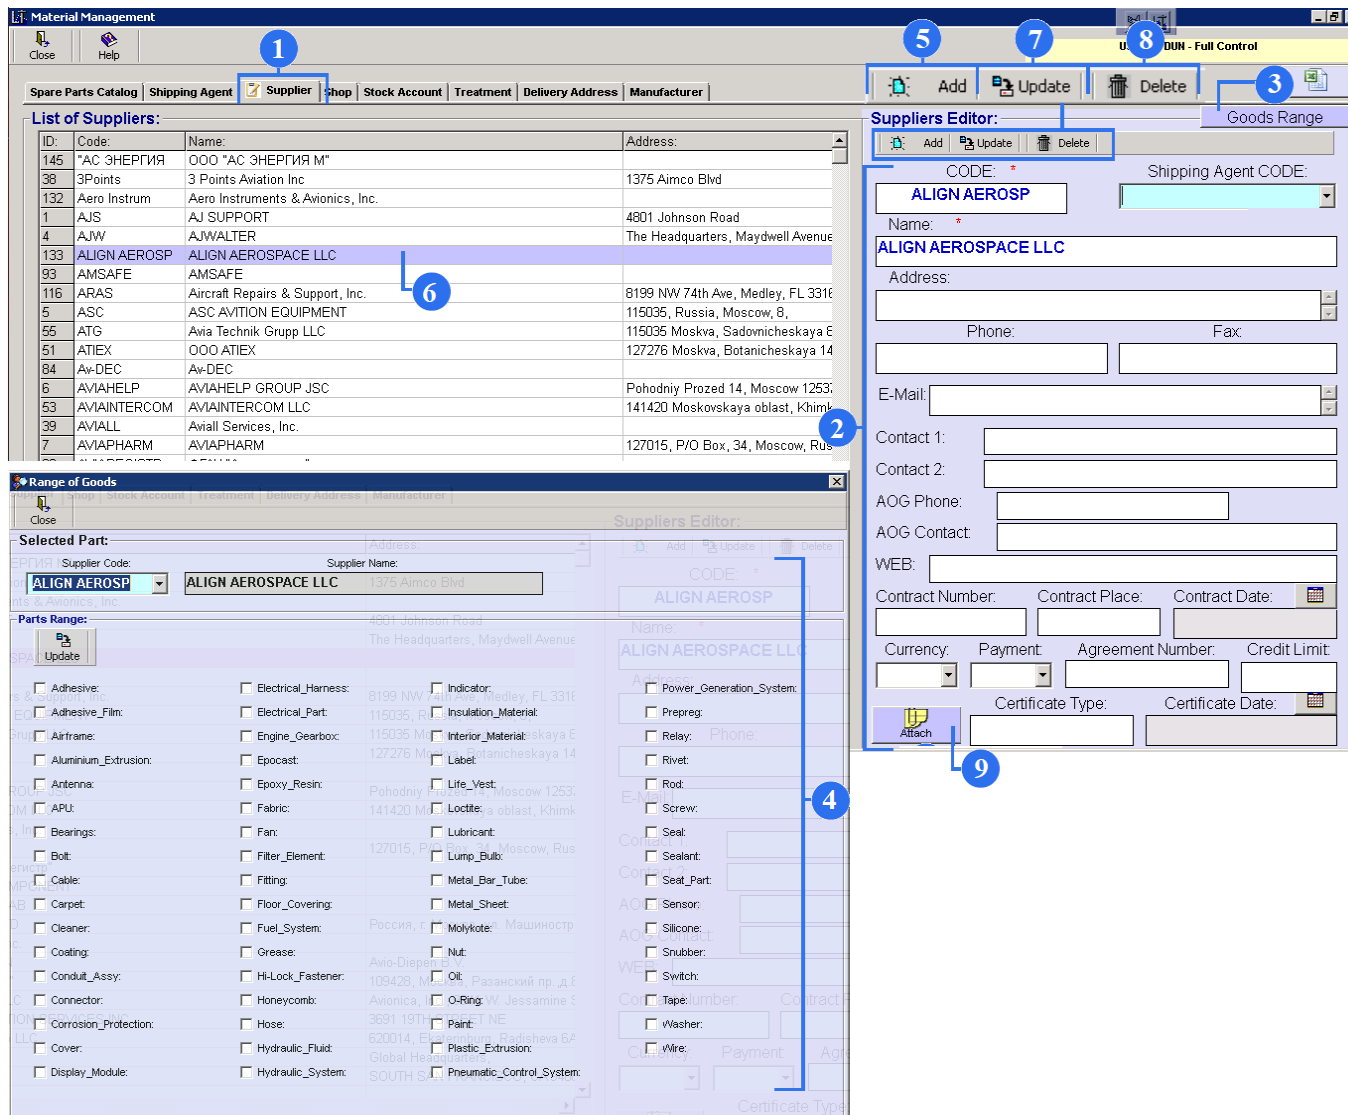 Material Management
Close
Help
1
5
7
8
DUN - Full Control
Add
Update
Delete
3
Spare Parts Catalog
Shipping Agent
Supplier
Shop
Stock Account
Treatment
Delivery Address
Manufacturer
Goods Range
List of Suppliers:
ID: Code: Name: Address:
145 "АС ЭНЕРГИЯ ООО "АС ЭНЕРГИЯ М"
38 3Points 3 Points Aviation Inc 1375 Aimco Blvd
132 Aero Instrum Aero Instruments & Avionics, Inc.
1 AJS AJ SUPPORT 4801 Johnson Road
4 AJW AJWALTER The Headquarters, Maydwell Avenue
133 ALIGN AEROSP ALIGN AEROSPACE LLC
93 AMSAFE AMSAFE
6
116 ARAS Aircraft Repairs & Support, Inc. 8199 NW 74th Ave, Medley, FL 3316
5 ASC ASC AVITION EQUIPMENT 115035, Russia, Moscow, 8,
55 ATG Avia Technik Grupp LLC 115035 Moskva, Sadovnicheskaya
51 ATIEX OOO ATIEX 127276 Moskva, Botanicheskaya 14
84 Av-DEC Av-DEC
6 AVIAHELP AVIAHELP GROUP JSC Pohodniy Prozed 14, Moscow 1253
53 AVIAINTERCOM AVIAINTERCOM LLC 141420 Moskovskaya oblast, Khimk
39 AVIALL Aviall Services, Inc.
7 AVIAPHARM AVIAPHARM 127015, P/O Box, 34, Moscow, Rus
Suppliers Editor:
Add
Update
Delete
CODE: *
Shipping Agent CODE:
ALIGN AEROSP
Name: *
ALIGN AEROSPACE LLC
Address:
Phone:
Fax:
E-Mail:
2
Contact 1:
Contact 2:
AOG Phone:
AOG Contact:
WEB:
Contract Number:
Contract Place:
Contract Date:
Currency:
Payment:
Agreement Number:
Credit Limit:
Certificate Type:
Certificate Date:
Attach
9
Range of Goods
Close
Selected Part:
Supplier Code:
Supplier Name:
ALIGN AEROSP
ALIGN AEROSPACE LLC
Parts Range:
Update
4
Adhesive: Electrical_Harness: Indicator: Power_Generation_System:
Adhesive_Film: Electrical_Part: Insulation_Material: Prepreg:
Airframe: Engine_Gearbox: Interior_Material: Relay:
Aluminium_Extrusion: Epocast: Label: Rivet:
Antenna: Epoxy_Resin: Life_Vest: Rod:
APU: Fabric: Loctite: Screw:
Bearings: Fan: Lubricant: Seal:
Bolt: Filter_Element: Lump_Bulb: Sealant:
Cable: Fitting: Metal_Bar_Tube: Seat_Part:
Carpet: Floor_Covering: Metal_Sheet: Sensor:
Cleaner: Fuel_System: Molykote: Silicone:
Coating: Grease: Nut: Snubber:
Conduit_Assy: Hi-Lock_Fastener: Oil: Switch:
Connector: Honeycomb: O-Ring: Tape:
Corrosion_Protection: Hose: Paint: Washer:
Cover: Hydraulic_Fluid: Plastic_Extrusion: Wire:
Display_Module: Hydraulic_System: Pneumatic_Control_System: